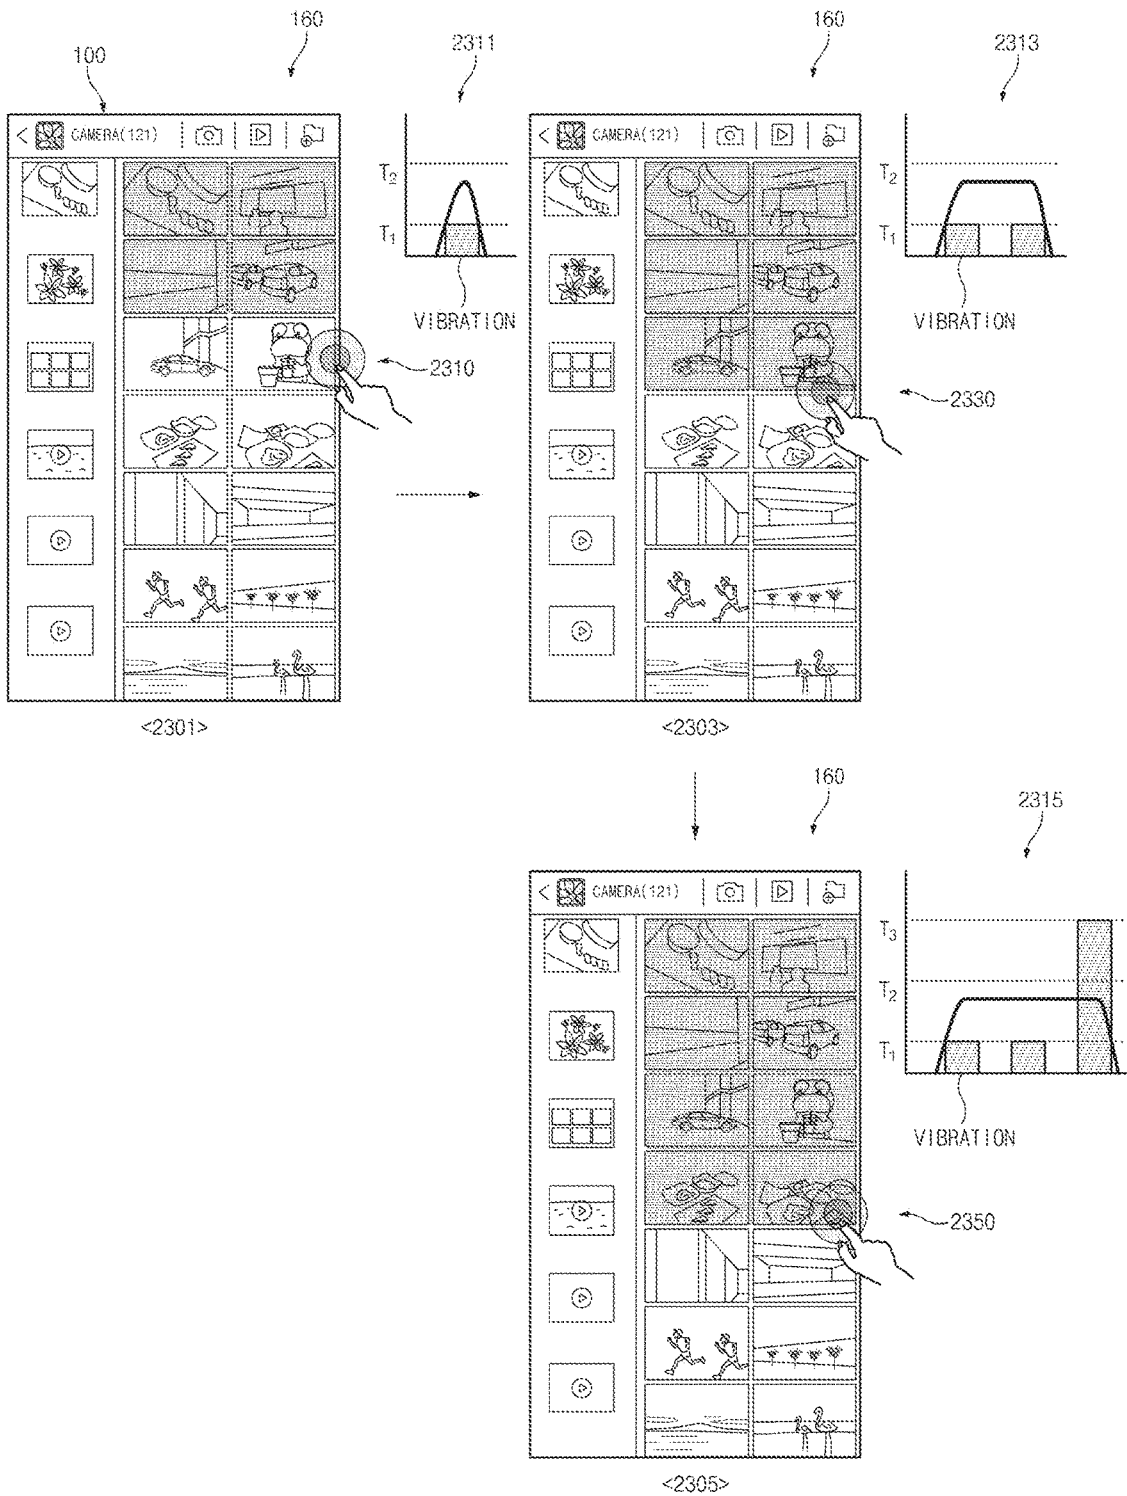 160
160
100
2311
2313
CAMERA(121)
T2
T1
VIBRATION
2310
CAMERA(121)
T2
T1
VIBRATION
2330
<2301>
<2303>
160
2315
CAMERA(121)
T3
T2
T1
VIBRATION
2350
<2305>